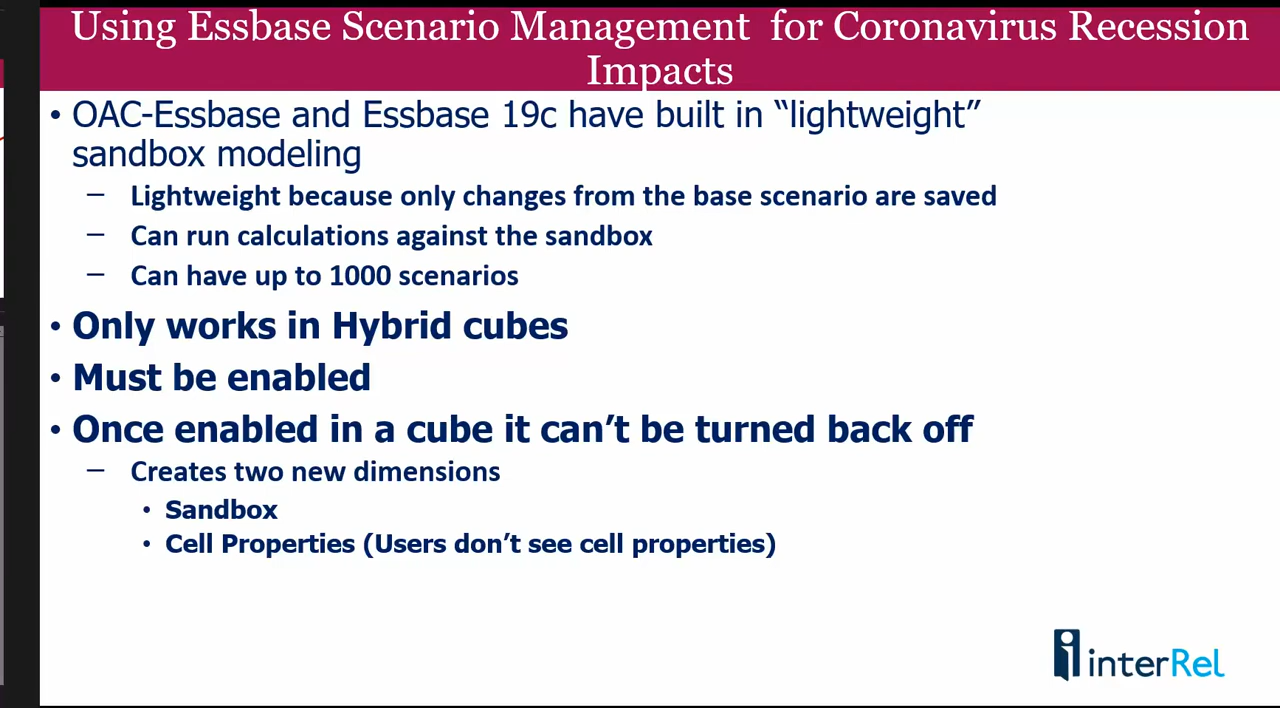 Using Essbase Scenario Management for Coronavirus Recession
Impacts
• OAC-Essbase and Essbase 19c have built in “lightweight”
sandbox modeling
– Lightweight because only changes from the base scenario are saved
– Can run calculations against the sandbox
– Can have up to 1000 scenarios
• Only works in Hybrid cubes
• Must be enabled
• Once enabled in a cube it can’t be turned back off
– Creates two new dimensions
• Sandbox
• Cell Properties (Users don’t see cell properties)
interRel